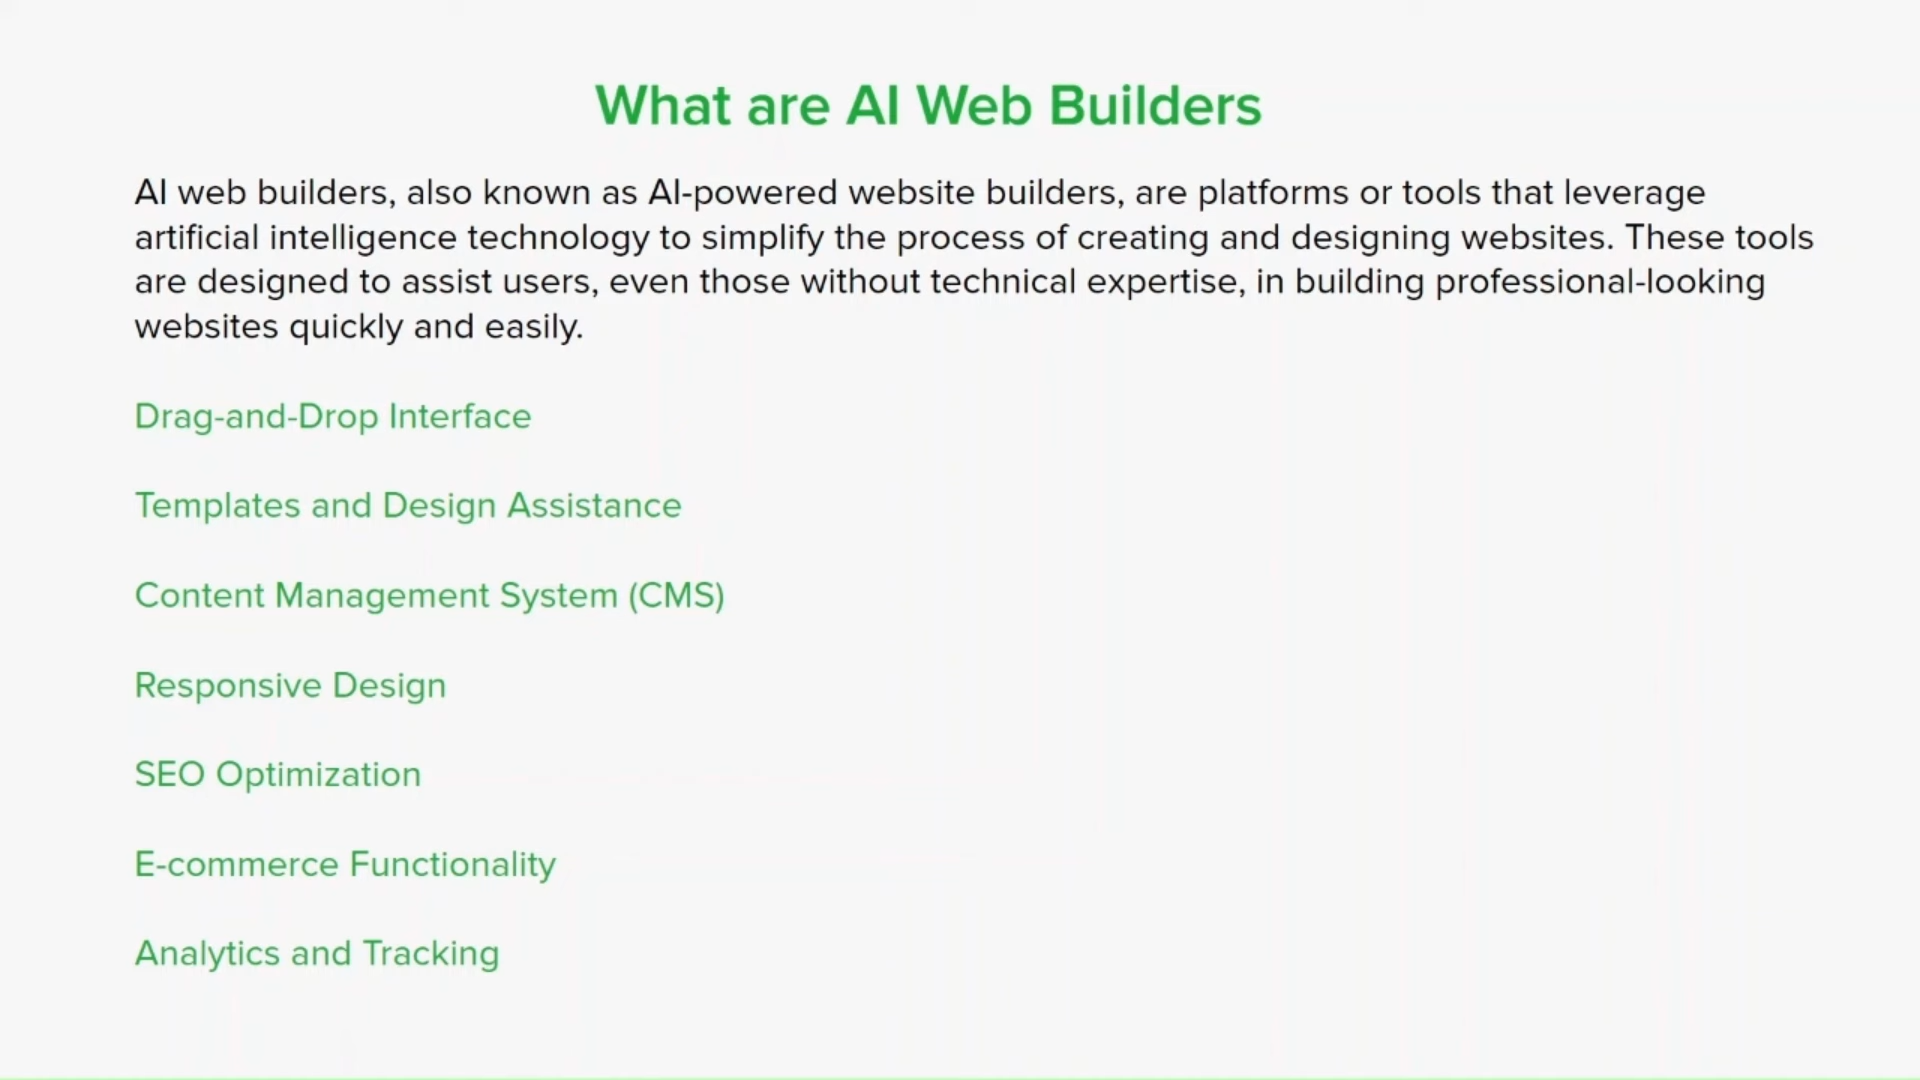 What are AI Web Builders
AI web builders, also known as AI-powered website builders, are platforms or tools that leverage
artificial intelligence technology to simplify the process of creating and designing websites. These tools
are designed to assist users, even those without technical expertise, in building professional-looking
websites quickly and easily.
Drag-and-Drop Interface
Templates and Design Assistance
Content Management System (CMS)
Responsive Design
SEO Optimization
E-commerce Functionality
Analytics and Tracking